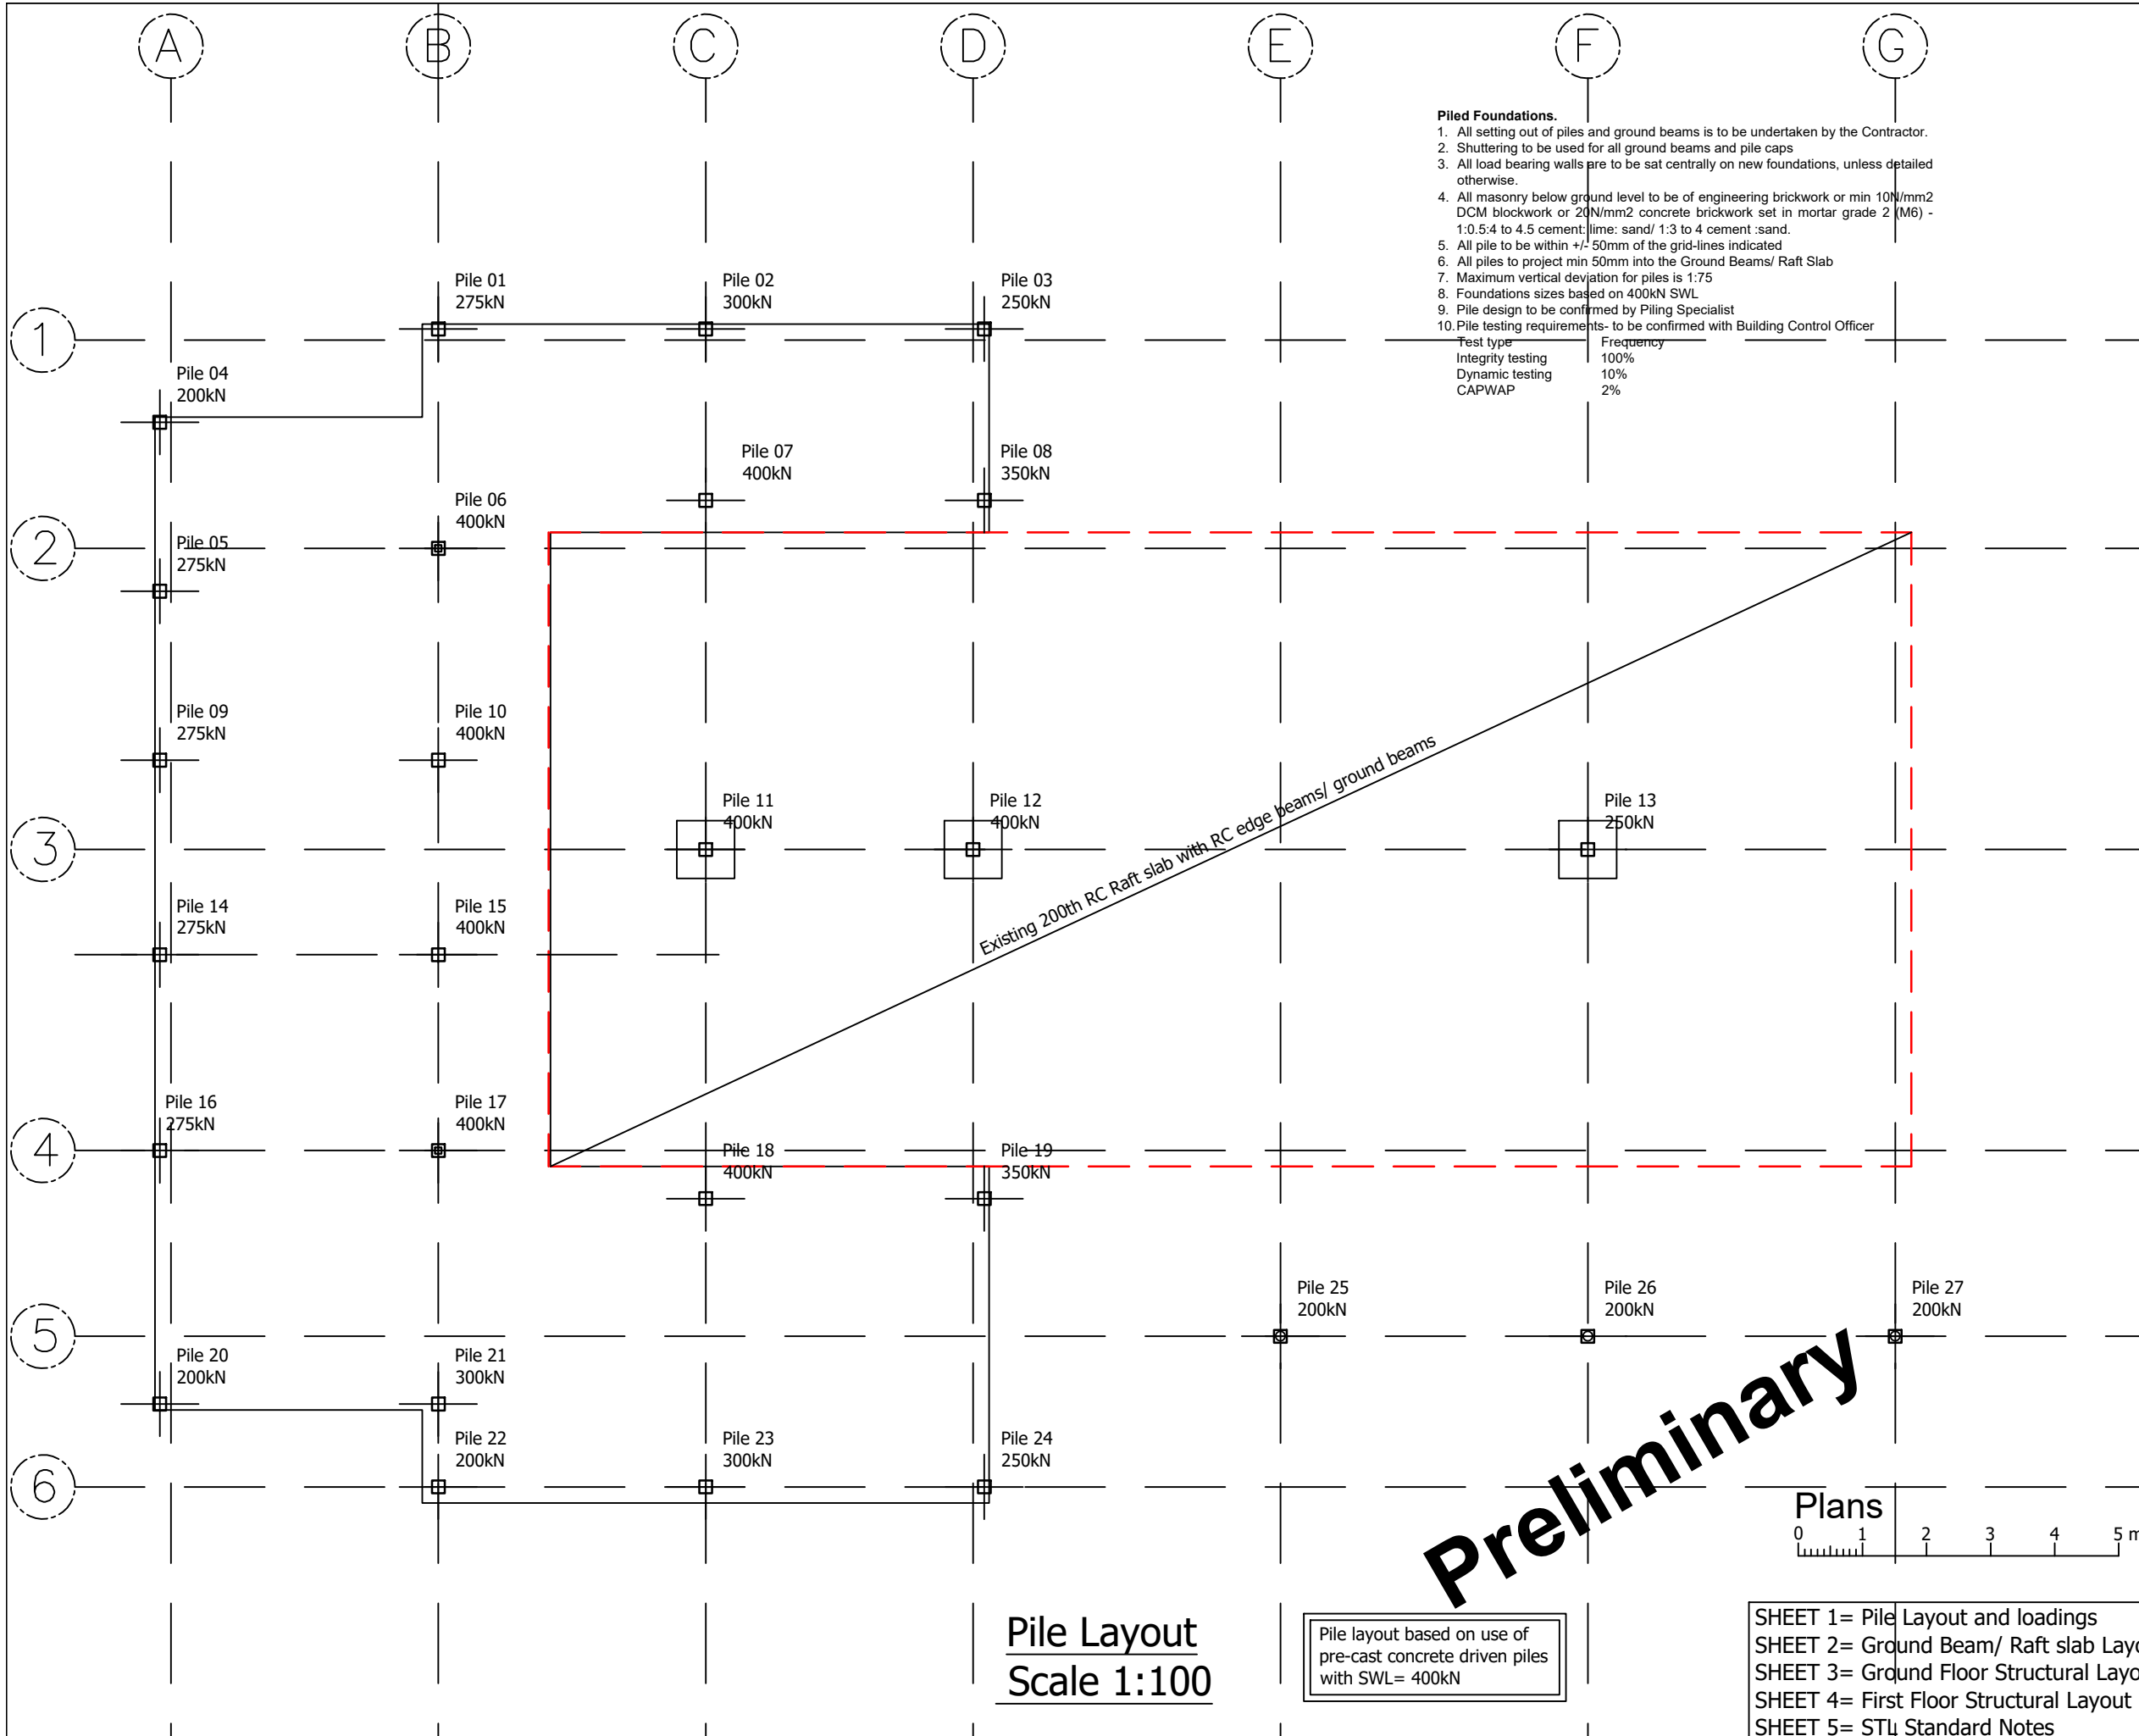 A
B
C
D
E
F
G
Piled Foundations.
1. All setting out of piles and ground beams is to be undertaken by the Contractor.
2. Shuttering to be used for all ground beams and pile caps
3. All load bearing walls are to be sat centrally on new foundations, unless detailed
otherwise.
4. All masonry below ground level to be of engineering brickwork or min 10N/mm2
DCM blockwork or 20N/mm2 concrete brickwork set in mortar grade 2 (M6) -
1:0.5:4 to 4.5 cement: lime: sand/ 1:3 to 4 cement :sand.
5. All pile to be within +/- 50mm of the grid-lines indicated
6. All piles to project min 50mm into the Ground Beams/ Raft Slab
7. Maximum vertical deviation for piles is 1:75
8. Foundations sizes based on 400kN SWL
9. Pile design to be confirmed by Piling Specialist
10. Pile testing requirements- to be confirmed with Building Control Officer
Test type Frequency
Integrity testing 100%
Dynamic testing 10%
CAPWAP 2%
Pile 01
275kN
Pile 02
300kN
Pile 03
250kN
1
Pile 04
200kN
Pile 07
400kN
Pile 08
350kN
Pile 06
400kN
2
Pile 05
275kN
Pile 09
275kN
Pile 10
400kN
Existing 200th RC Raft slab with RC edge beams/ ground beams
Pile 11
400kN
Pile 12
400kN
Pile 13
250kN
3
Pile 14
275kN
Pile 15
400kN
Pile 16
275kN
Pile 17
400kN
4
Pile 18
400kN
Pile 19
350kN
Pile 25
200kN
Pile 26
200kN
Pile 27
200kN
5
Pile 20
200kN
Pile 21
300kN
Pile 22
200kN
Pile 23
300kN
Pile 24
250kN
6
Preliminary
Plans
0 1 2 3 4 5 m
Pile Layout
Scale 1:100
Pile layout based on use of
pre-cast concrete driven piles
with SWL= 400kN
SHEET 1= Pile Layout and loadings
SHEET 2= Ground Beam/ Raft slab Layo
SHEET 3= Ground Floor Structural Layo
SHEET 4= First Floor Structural Layout
SHEET 5= STL Standard Notes